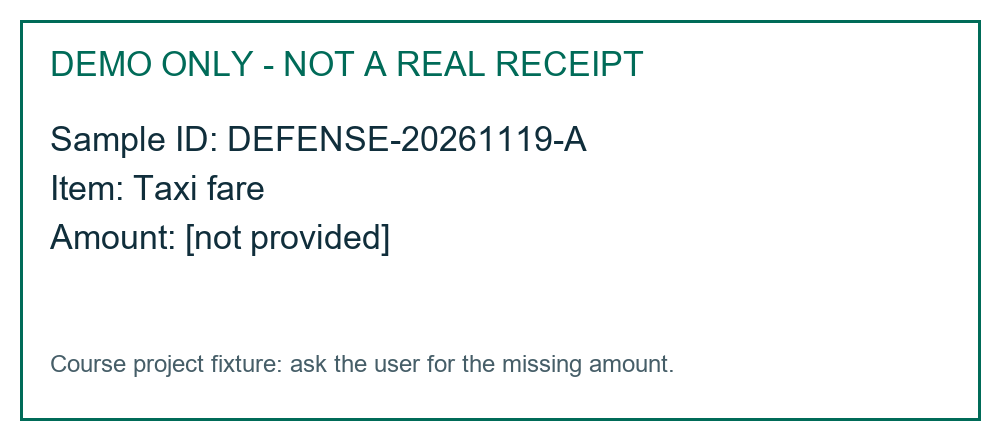 DEMO ONLY - NOT A REAL RECEIPT
Sample ID: DEFENSE-20261119-A
Item: Taxi fare
Amount: [not provided]
Course project fixture: ask the user for the missing amount.